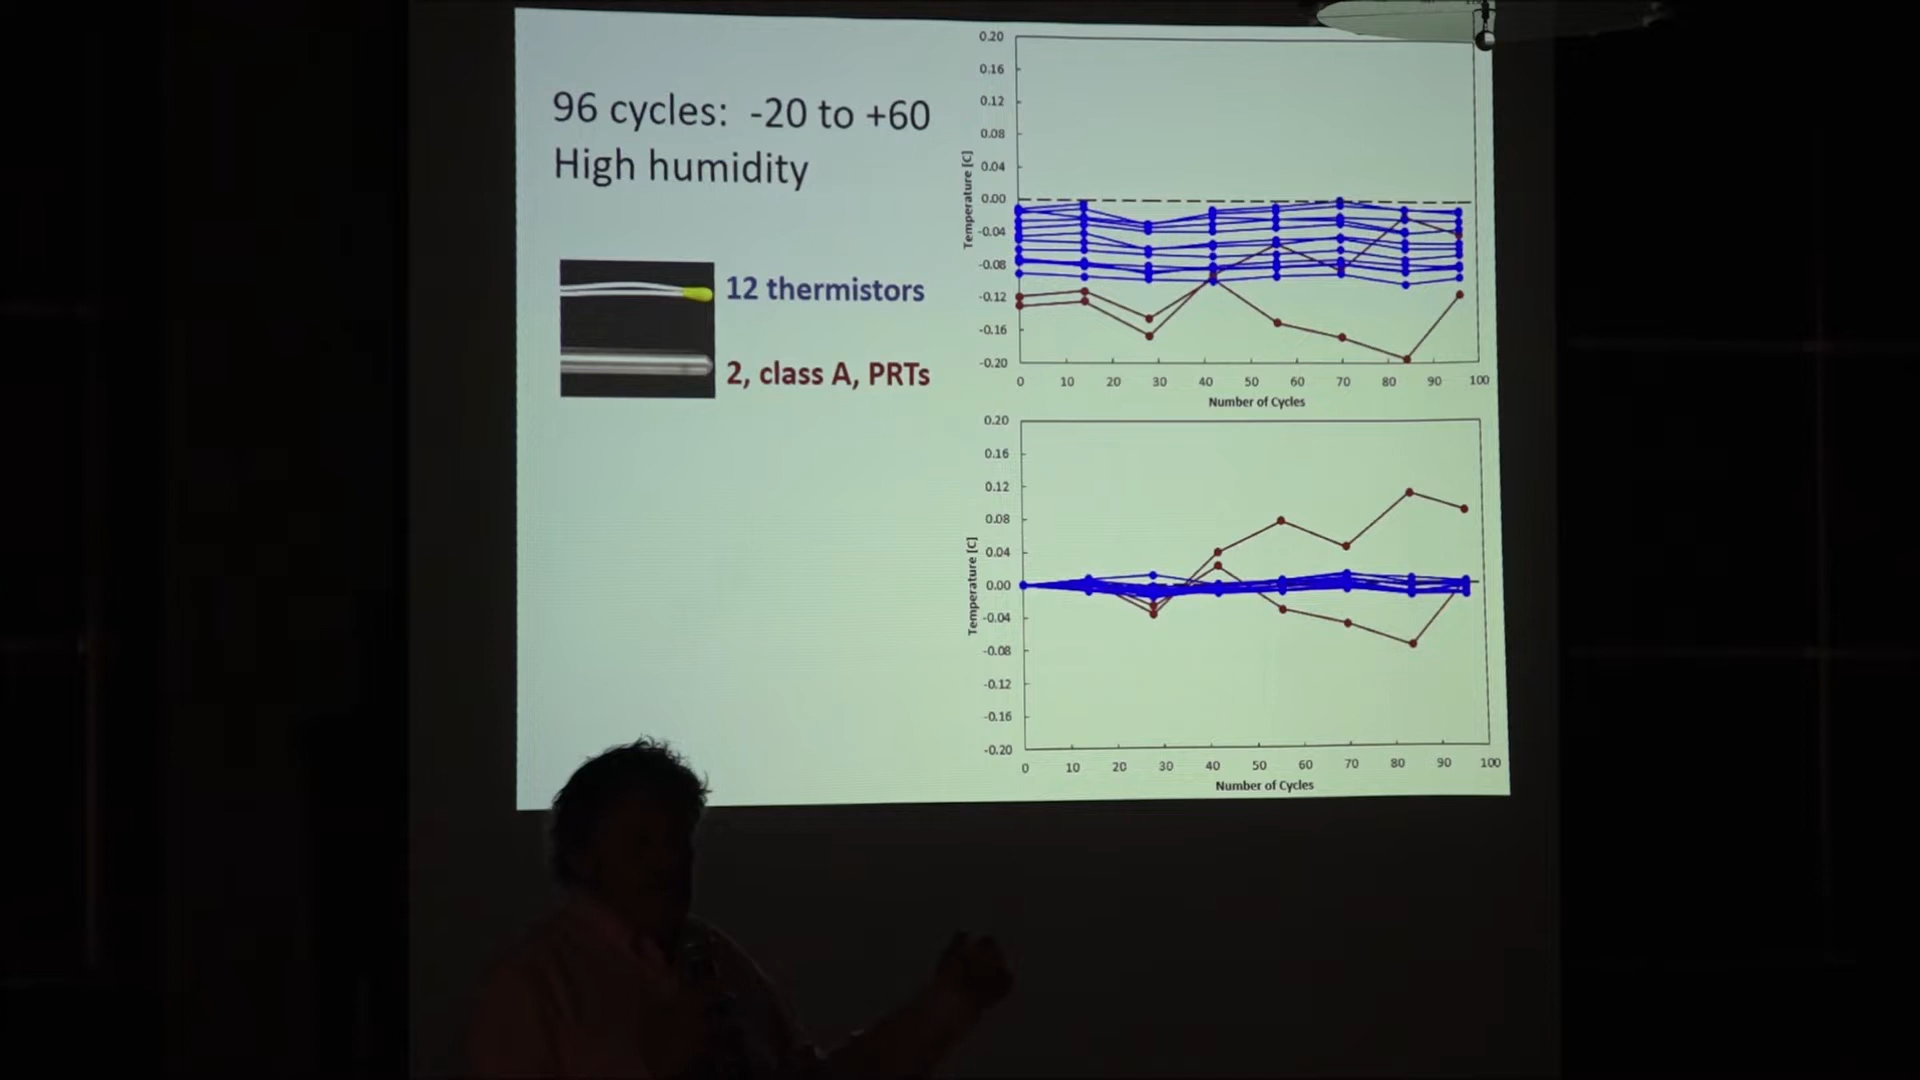 96 cycles: -20 to +60
High humidity
12 thermistors
2, class A, PRTs
0.20
0.16
0.12
0.08
0.04
0.00
-0.04
-0.08
-0.12
-0.16
-0.20
Temperature [C]
0 10 20 30 40 50 60 70 80 90 100
Number of Cycles
0.20
0.16
0.12
0.08
0.04
0.00
-0.04
-0.08
-0.12
-0.16
-0.20
Temperature [C]
0 10 20 30 40 50 60 70 80 90 100
Number of Cycles